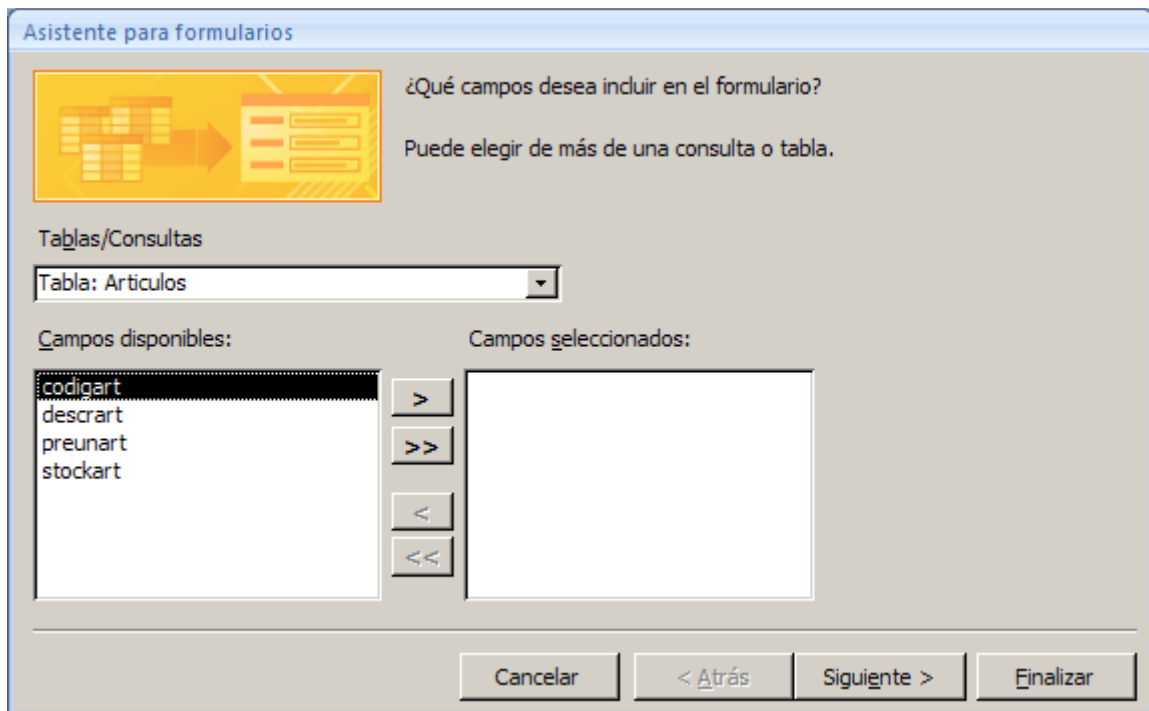 Asistente para formularios
¿Qué campos desea incluir en el formulario?
Puede elegir de más de una consulta o tabla.
Tablas/Consultas
Tabla: Articulos
Campos disponibles:
Campos seleccionados:
codigart
descrart
preunart
stockart
>
>>
<
<<
Cancelar
< Atrás
Siguiente >
Finalizar